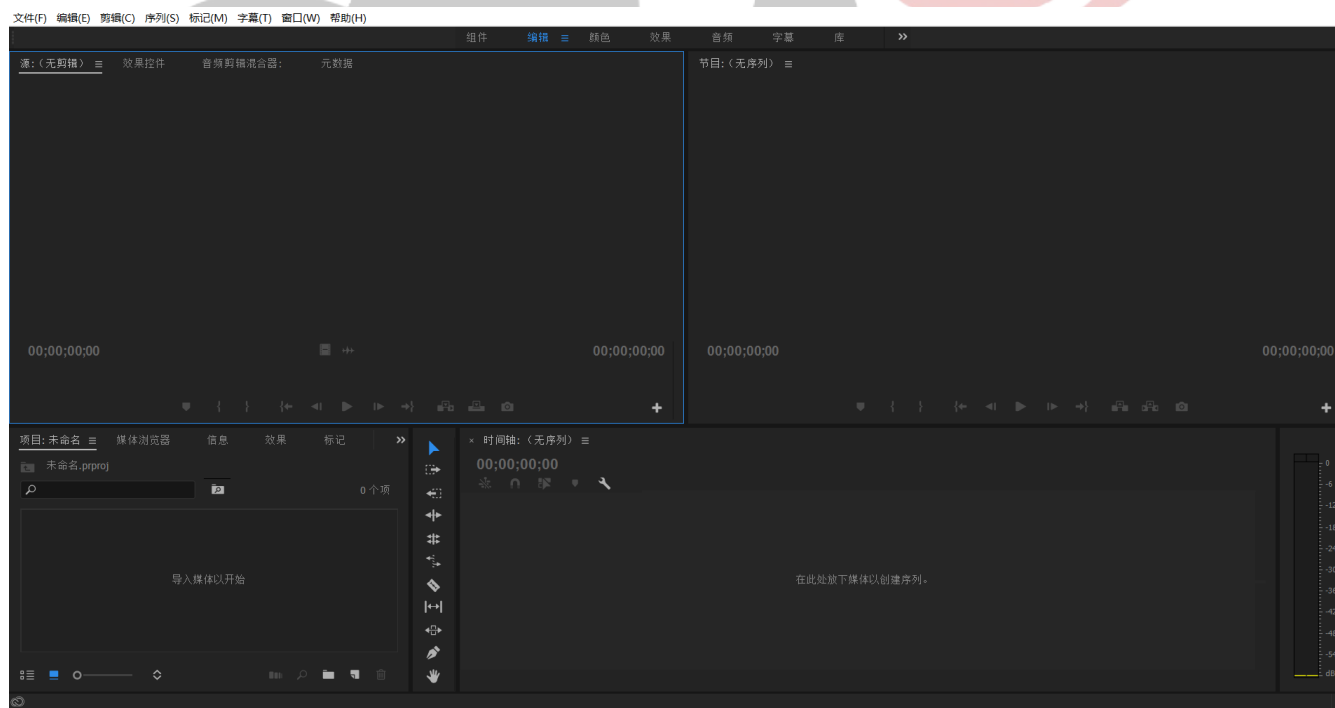 文件(F) 编辑(E) 剪辑(C) 序列(S) 标记(M) 字幕(T) 窗口(W) 帮助(H)
组件 编辑 颜色 效果 音频 字幕 库
源:（无剪辑） 效果控件 音频剪辑混合器: 元数据
节目:（无序列）
00;00;00;00 00;00;00;00
00;00;00;00 00;00;00;00
项目:未命名 媒体浏览器 信息 效果 标记
未命名.prproj
0 个项
导入媒体以开始
× 时间轴:（无序列）
00;00;00;00
在此处放下媒体以创建序列。
0
-6
-12
-18
-24
-30
-36
-42
-48
-54
dB